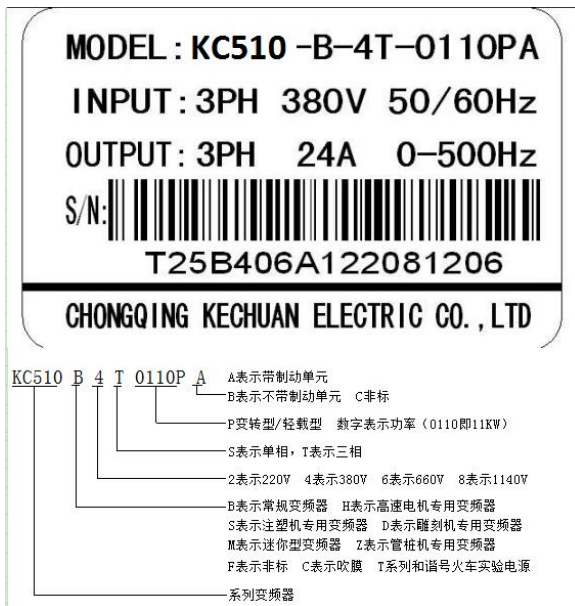 MODEL: KC510 -B-4T-0110PA
INPUT: 3PH 380V 50/60Hz
OUTPUT: 3PH 24A 0-500Hz
S/N:
T25B406A122081206
CHONGQING KECHUAN ELECTRIC CO.,LTD
KC510 B 4 T 0110P A A表示带制动单元
B表示不带制动单元 C非标
P变转型/轻载型 数字表示功率（0110即11KW）
S表示单相，T表示三相
2表示220V 4表示380V 6表示660V 8表示1140V
B表示常规变频器 H表示高速电机专用变频器
S表示注塑机专用变频器 D表示雕刻机专用变频器
M表示迷你型变频器 Z表示管桩机专用变频器
F表示非标 C表示吹膜 T系列和谐号火车实验电源
系列变频器